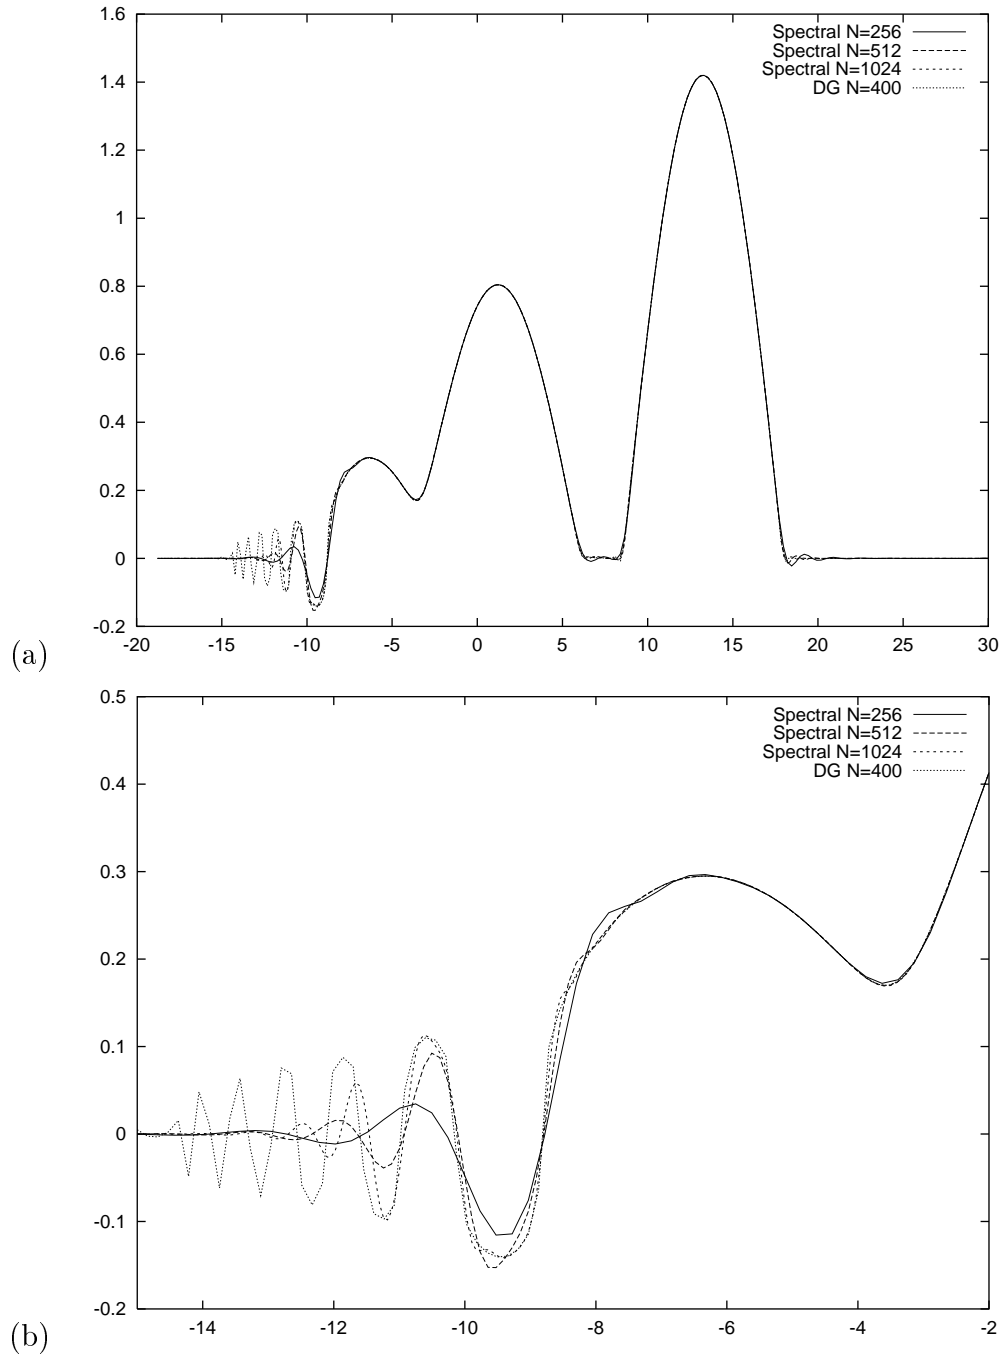 1.6
1.4
1.2
1
0.8
0.6
0.4
0.2
0
-0.2
Spectral N=256
Spectral N=512
Spectral N=1024
DG N=400
-20 -15 -10 -5 0 5 10 15 20 25 30
(a)
0.5
0.4
0.3
0.2
0.1
0
-0.1
-0.2
Spectral N=256
Spectral N=512
Spectral N=1024
DG N=400
-14 -12 -10 -8 -6 -4 -2
(b)